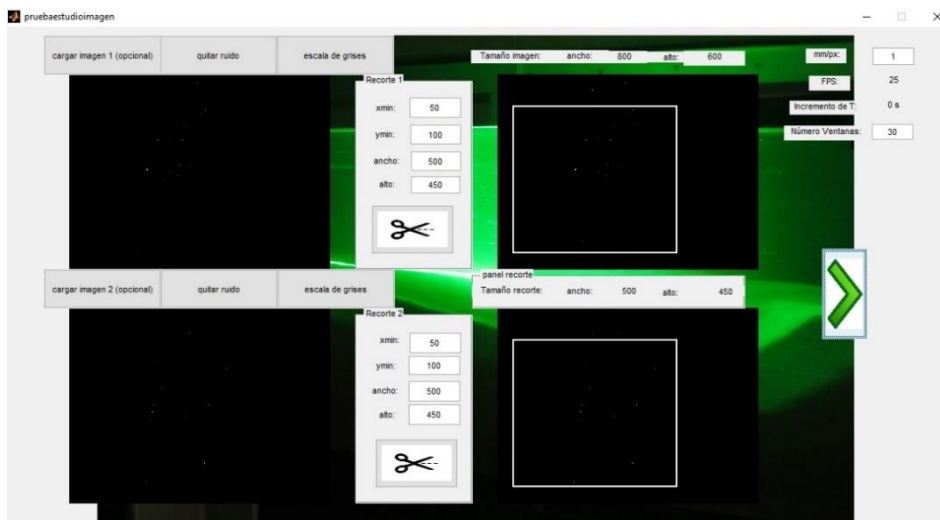 pruebaestudioimagen
cargar imagen 1 (opcional) quitar ruido escala de grises
Tamaño imagen: ancho: 800 alto: 600
mm/px: 1
FPS: 25
Incremento de T: 0 s
Número Ventanas: 30
Recorte 1
xmin: 50
ymin: 100
ancho: 500
alto: 450
cargar imagen 2 (opcional) quitar ruido escala de grises
panel recorte
Tamaño recorte: ancho: 500 alto: 450
Recorte 2
xmin: 50
ymin: 100
ancho: 500
alto: 450